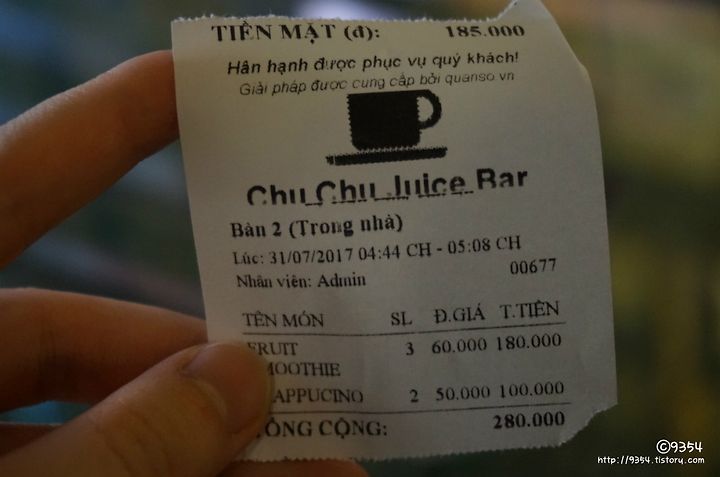 TIỀN MẶT (đ): 185.000
Hân hạnh được phục vụ quý khách!
Giải pháp được cung cấp bởi quanso.vn
Chu Chu Juice Bar
Bàn 2 (Trong nhà)
Lúc: 31/07/2017 04:44 CH - 05:08 CH
Nhân viên: Admin 00677
TÊN MÓN SL Đ.GIÁ T.TIỀN
FRUIT 3 60.000 180.000
MOOTHIE
APPUCINO 2 50.000 100.000
ỔNG CỘNG: 280.000
©9354
http://9354.tistory.com